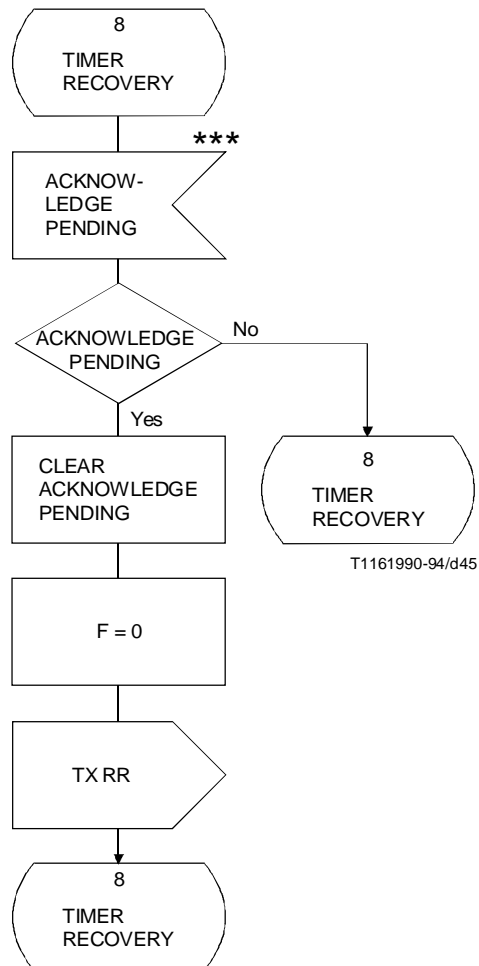 8
TIMER
RECOVERY
***
ACKNOW-
LEDGE
PENDING
ACKNOWLEDGE
PENDING
No
Yes
CLEAR
ACKNOWLEDGE
PENDING
8
TIMER
RECOVERY
T1161990-94/d45
F = 0
TX RR
8
TIMER
RECOVERY